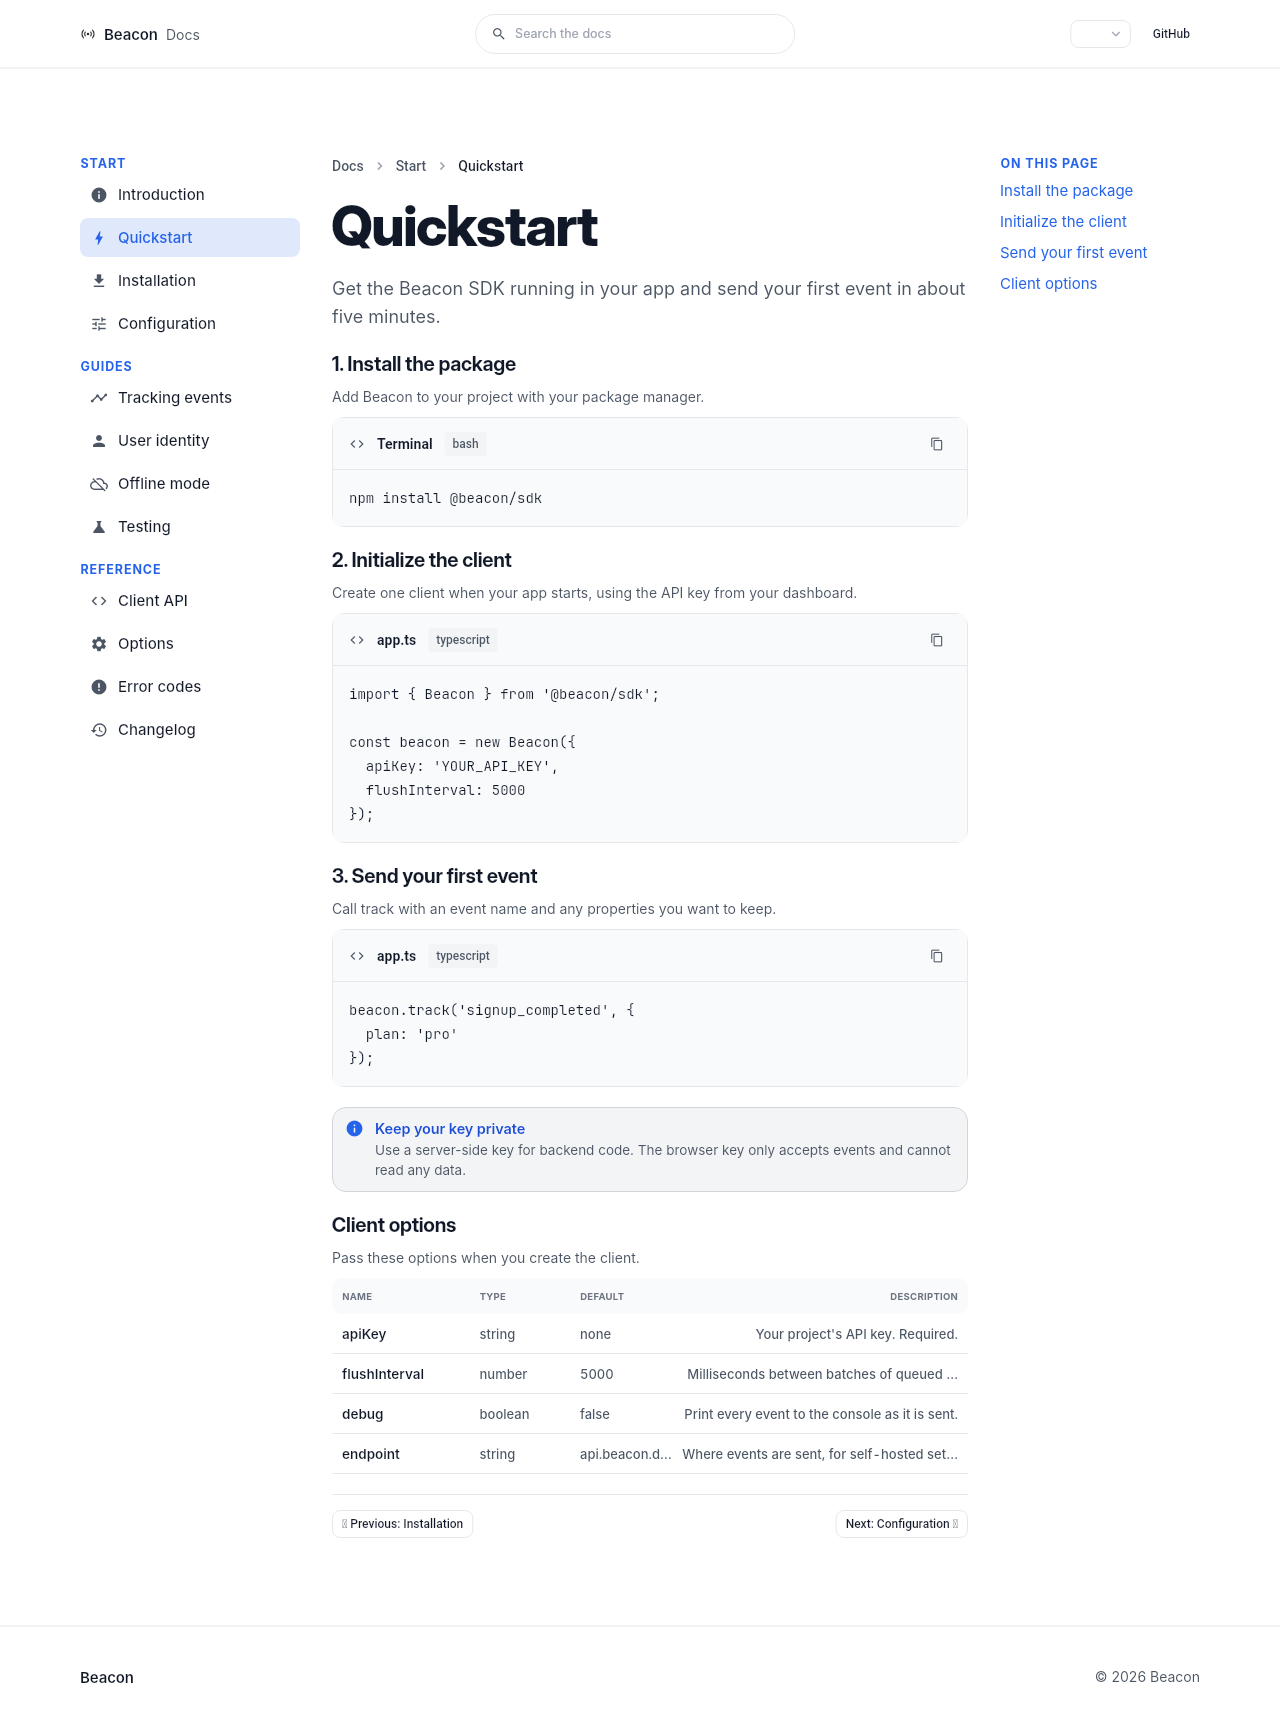 Beacon Docs
Search the docs
GitHub
START
Introduction
Quickstart
Installation
Configuration
GUIDES
Tracking events
User identity
Offline mode
Testing
REFERENCE
Client API
Options
Error codes
Changelog
Docs > Start > Quickstart
Quickstart
Get the Beacon SDK running in your app and send your first event in about
five minutes.
1. Install the package
Add Beacon to your project with your package manager.
Terminal bash
npm install @beacon/sdk
2. Initialize the client
Create one client when your app starts, using the API key from your dashboard.
app.ts typescript
import { Beacon } from '@beacon/sdk';
const beacon = new Beacon({
  apiKey: 'YOUR_API_KEY',
  flushInterval: 5000
});
3. Send your first event
Call track with an event name and any properties you want to keep.
app.ts typescript
beacon.track('signup_completed', {
  plan: 'pro'
});
Keep your key private
Use a server-side key for backend code. The browser key only accepts events and cannot
read any data.
Client options
Pass these options when you create the client.
NAME TYPE DEFAULT DESCRIPTION
apiKey string none Your project's API key. Required.
flushInterval number 5000 Milliseconds between batches of queued ...
debug boolean false Print every event to the console as it is sent.
endpoint string api.beacon.d... Where events are sent, for self-hosted set...
Previous: Installation
Next: Configuration
ON THIS PAGE
Install the package
Initialize the client
Send your first event
Client options
Beacon
© 2026 Beacon